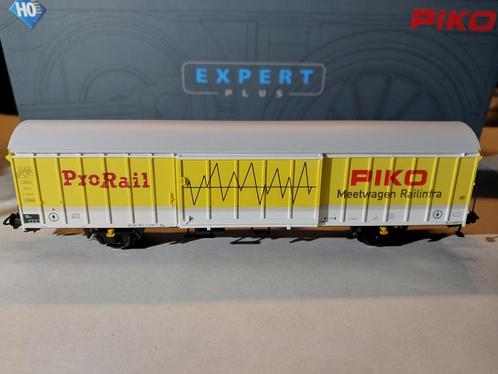 H0
PIKO
EXPERT
PLUS
ProRail
PIKO
Meetwagen Railinfra